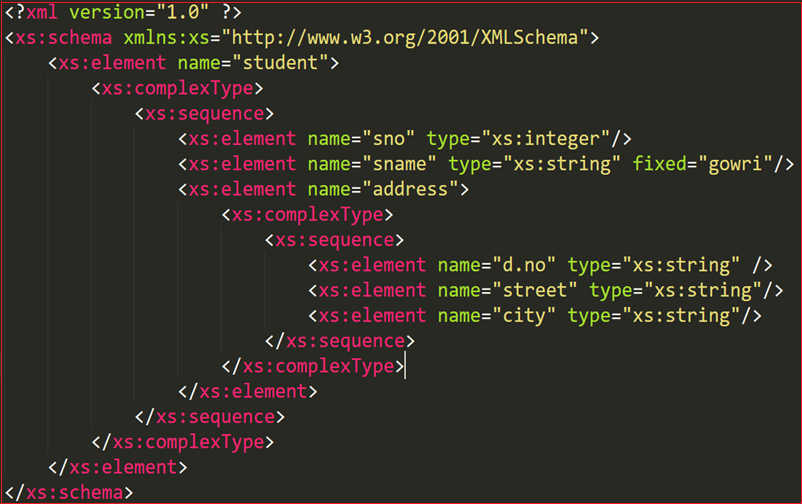 <?xml version="1.0" ?>
<xs:schema xmlns:xs="http://www.w3.org/2001/XMLSchema">
    <xs:element name="student">
        <xs:complexType>
            <xs:sequence>
                <xs:element name="sno" type="xs:integer"/>
                <xs:element name="sname" type="xs:string" fixed="gowri"/>
                <xs:element name="address">
                    <xs:complexType>
                        <xs:sequence>
                            <xs:element name="d.no" type="xs:string" />
                            <xs:element name="street" type="xs:string"/>
                            <xs:element name="city" type="xs:string"/>
                        </xs:sequence>
                    </xs:complexType>
                </xs:element>
            </xs:sequence>
        </xs:complexType>
    </xs:element>
</xs:schema>